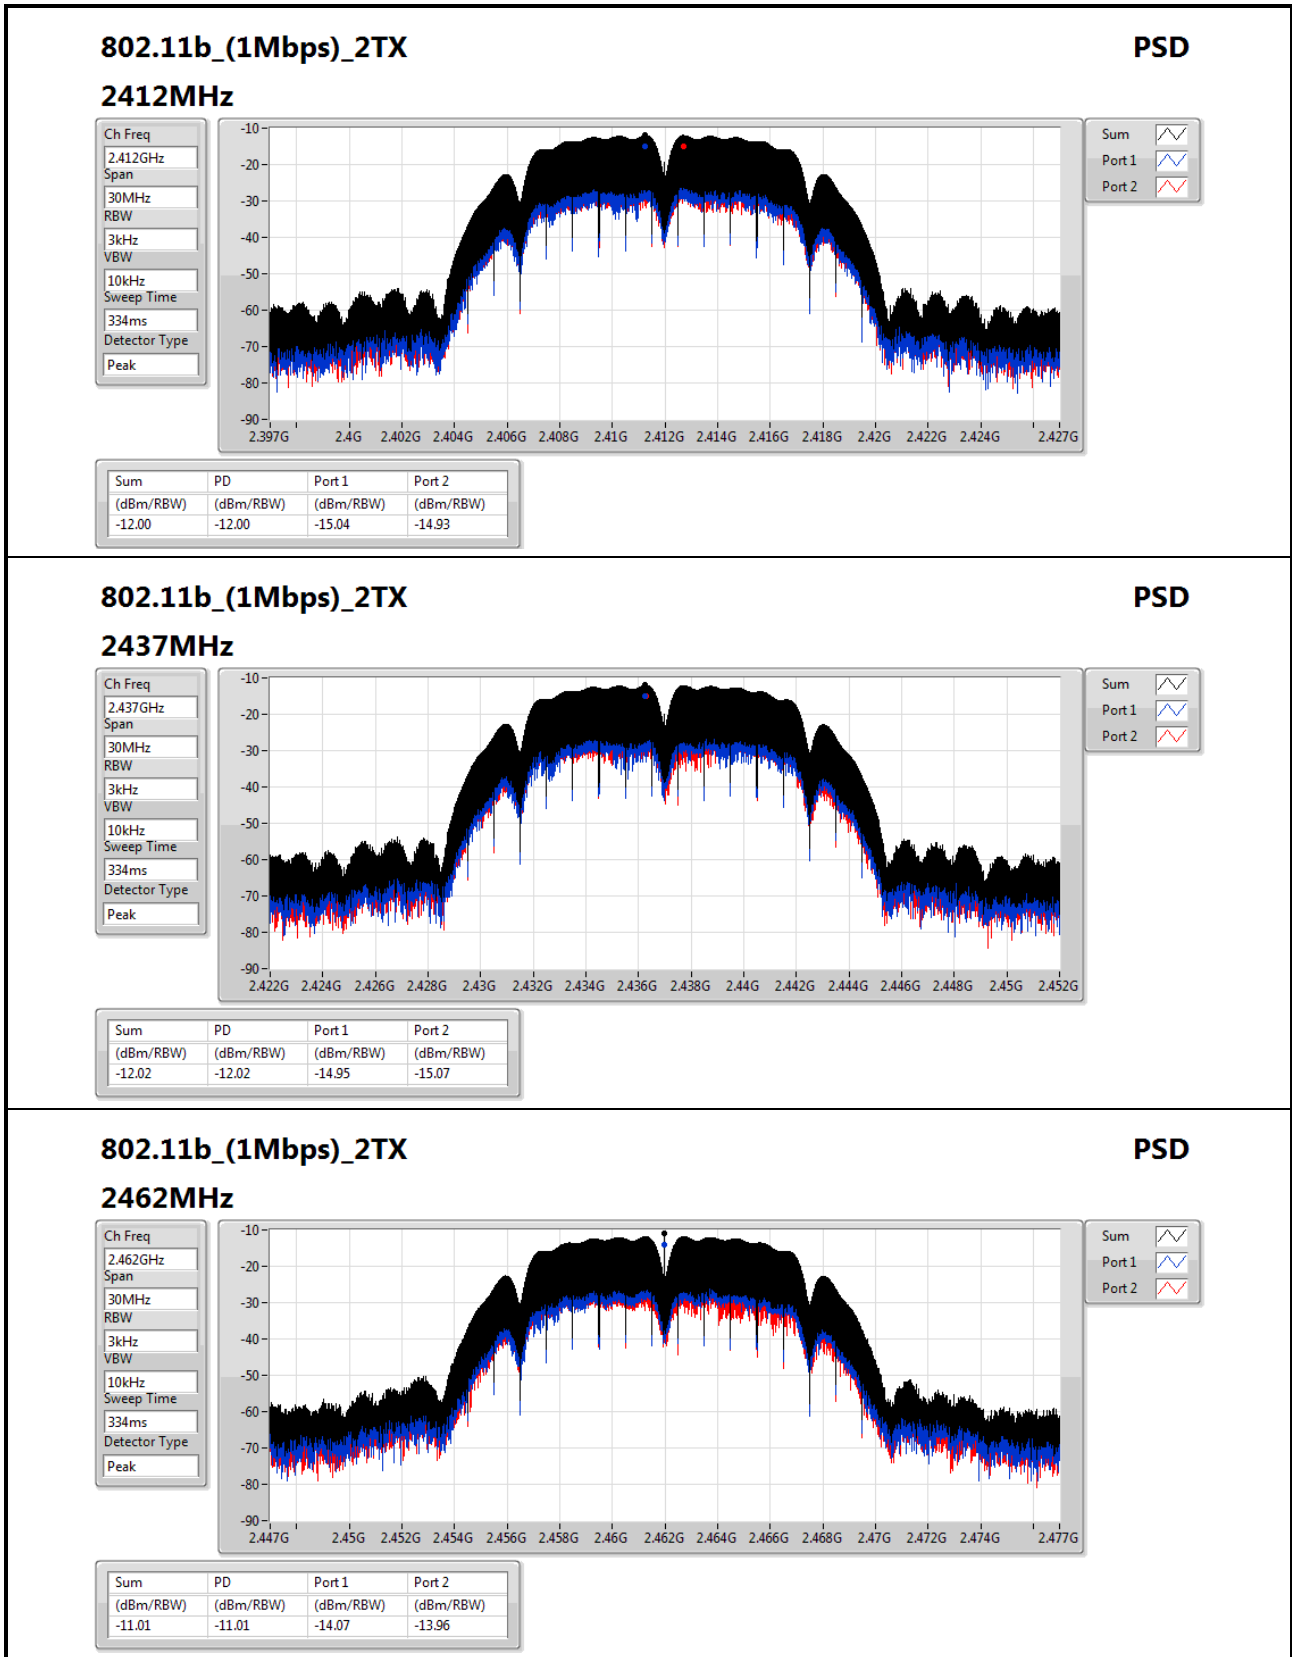 802.11b_(1Mbps)_2TX PSD
2412MHz
Ch Freq
2.412GHz
Span
30MHz
RBW
3kHz
VBW
10kHz
Sweep Time
334ms
Detector Type
Peak
-10
-20
-30
-40
-50
-60
-70
-80
-90
2.397G 2.4G 2.402G 2.404G 2.406G 2.408G 2.41G 2.412G 2.414G 2.416G 2.418G 2.42G 2.422G 2.424G 2.427G
Sum
Port 1
Port 2
Sum PD Port 1 Port 2
(dBm/RBW) (dBm/RBW) (dBm/RBW) (dBm/RBW)
-12.00 -12.00 -15.04 -14.93
802.11b_(1Mbps)_2TX PSD
2437MHz
Ch Freq
2.437GHz
Span
30MHz
RBW
3kHz
VBW
10kHz
Sweep Time
334ms
Detector Type
Peak
-10
-20
-30
-40
-50
-60
-70
-80
-90
2.422G 2.424G 2.426G 2.428G 2.43G 2.432G 2.434G 2.436G 2.438G 2.44G 2.442G 2.444G 2.446G 2.448G 2.45G 2.452G
Sum
Port 1
Port 2
Sum PD Port 1 Port 2
(dBm/RBW) (dBm/RBW) (dBm/RBW) (dBm/RBW)
-12.02 -12.02 -14.95 -15.07
802.11b_(1Mbps)_2TX PSD
2462MHz
Ch Freq
2.462GHz
Span
30MHz
RBW
3kHz
VBW
10kHz
Sweep Time
334ms
Detector Type
Peak
-10
-20
-30
-40
-50
-60
-70
-80
-90
2.447G 2.45G 2.452G 2.454G 2.456G 2.458G 2.46G 2.462G 2.464G 2.466G 2.468G 2.47G 2.472G 2.474G 2.477G
Sum
Port 1
Port 2
Sum PD Port 1 Port 2
(dBm/RBW) (dBm/RBW) (dBm/RBW) (dBm/RBW)
-11.01 -11.01 -14.07 -13.96